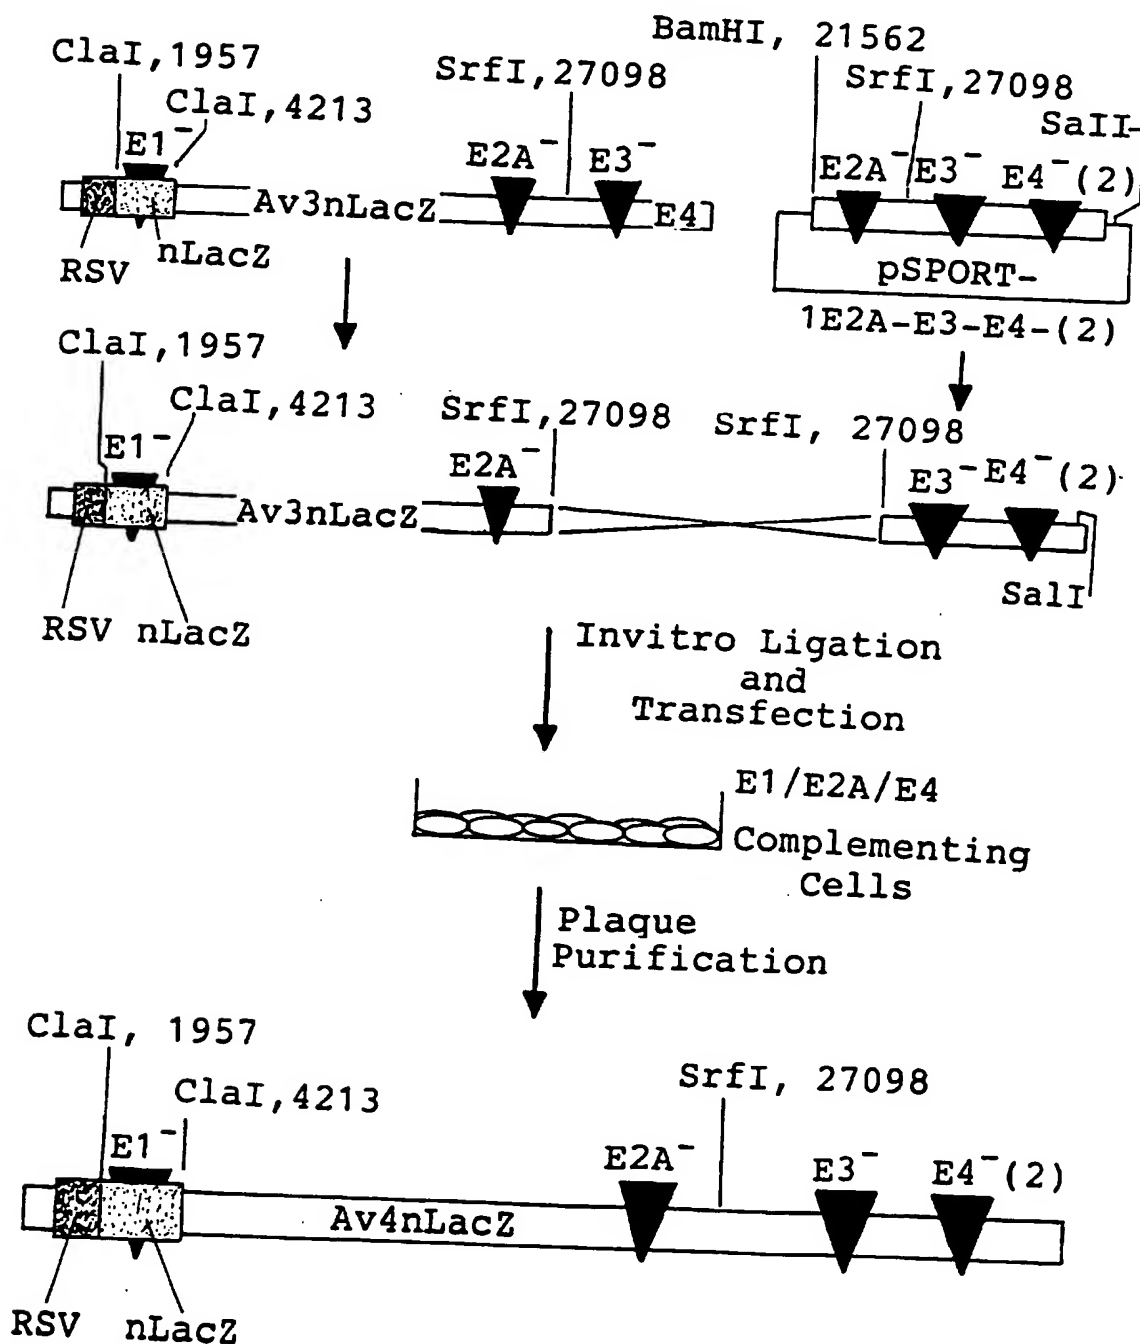 ClaI,1957
ClaI,4213
E1⁻
SrfI,27098
E2A⁻
E3⁻
Av3nLacZ
E4
RSV
nLacZ
BamHI, 21562
SrfI,27098
SaII
E2A⁻
E3⁻
E4⁻(2)
pSPORT-
1E2A-E3-E4-(2)
ClaI,1957
ClaI,4213
E1⁻
SrfI,27098
SrfI, 27098
E2A⁻
E3⁻
E4⁻(2)
Av3nLacZ
SalI
RSV nLacZ
Invitro Ligation
and
Transfection
E1/E2A/E4
Complementing
Cells
Plaque
Purification
ClaI, 1957
ClaI,4213
E1⁻
SrfI, 27098
E2A⁻
E3⁻
E4⁻(2)
Av4nLacZ
RSV nLacZ